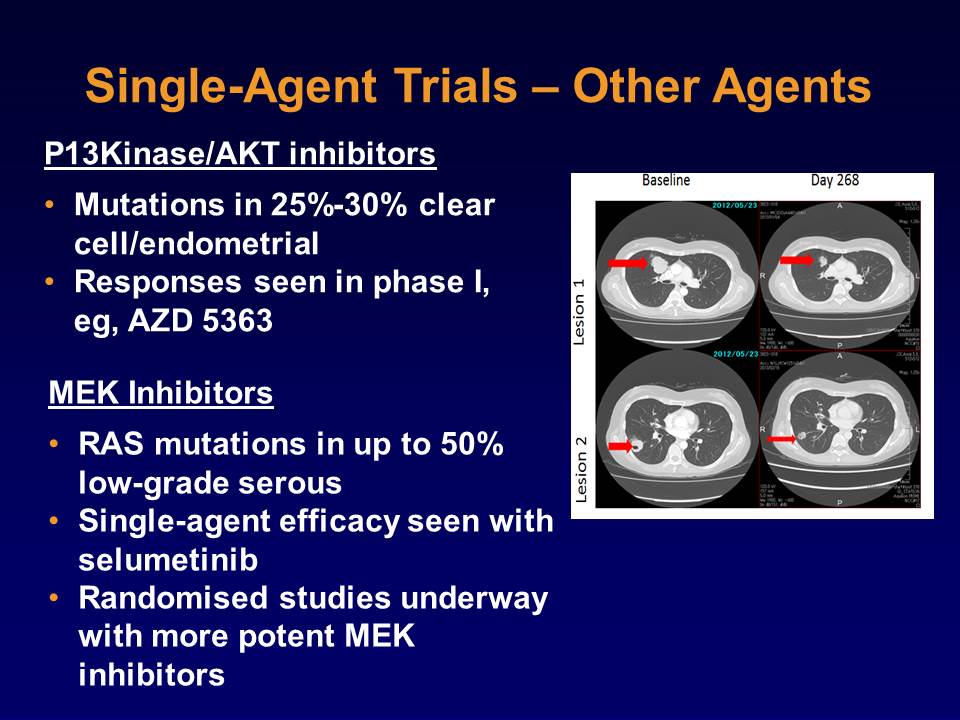 Single-Agent Trials – Other Agents
P13Kinase/AKT inhibitors
• Mutations in 25%-30% clear
cell/endometrial
• Responses seen in phase I,
eg, AZD 5363
MEK Inhibitors
• RAS mutations in up to 50%
low-grade serous
• Single-agent efficacy seen with
selumetinib
• Randomised studies underway
with more potent MEK
inhibitors
Baseline
Day 268
Lesion 1
2012/05/23
A
R
L
P
Lesion 2
2012/05/23
A
R
L
P